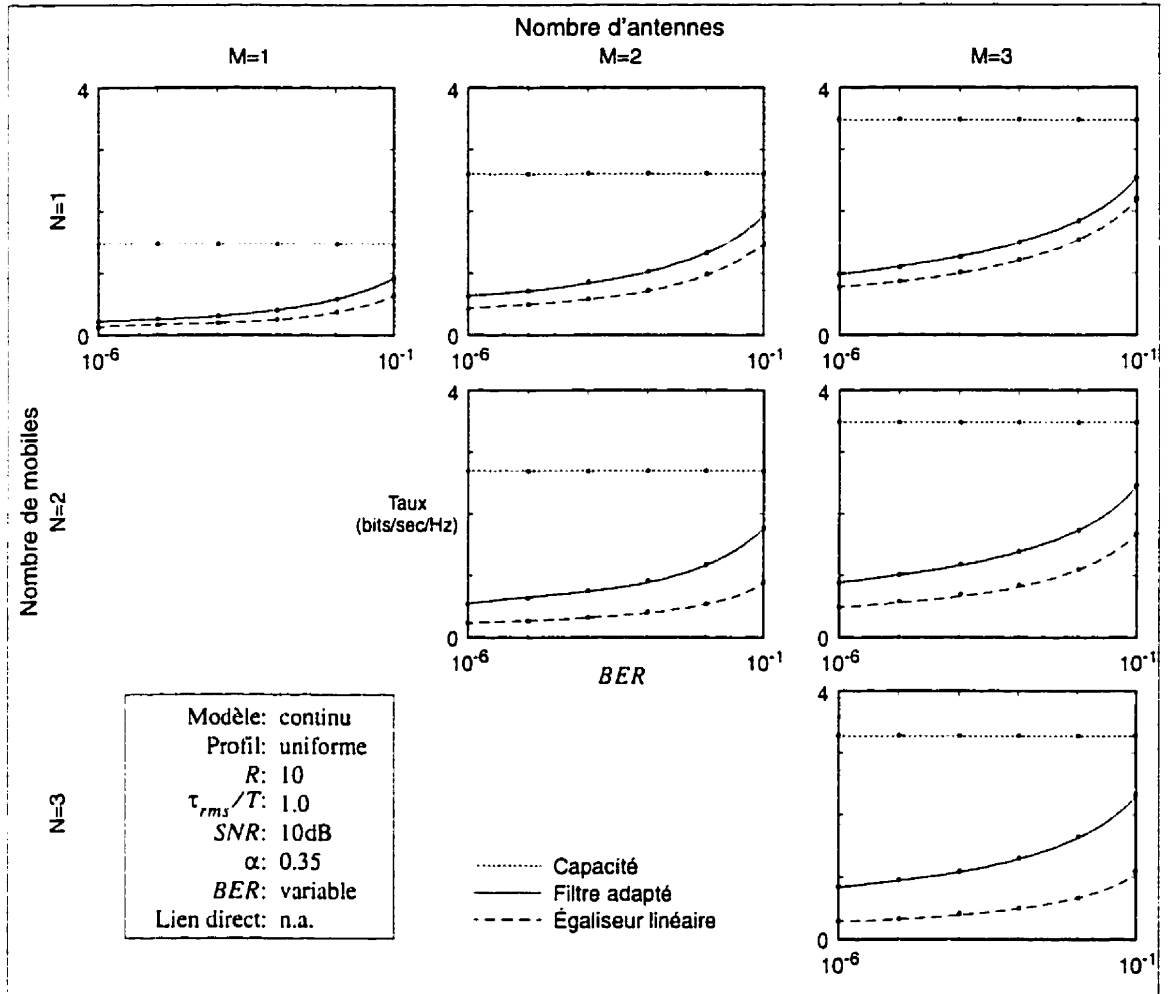 Nombre d'antennes
M=1
M=2
M=3
Nombre de mobiles
N=1
4
0
10^-6
10^-1
4
0
10^-6
10^-1
4
0
10^-6
10^-1
N=2
Taux
(bits/sec/Hz)
4
0
10^-6
10^-1
BER
4
0
10^-6
10^-1
N=3
Modèle: continu
Profil: uniforme
R: 10
τrms/T: 1.0
SNR: 10dB
α: 0.35
BER: variable
Lien direct: n.a.
Capacité
Filtre adapté
Égaliseur linéaire
4
0
10^-6
10^-1